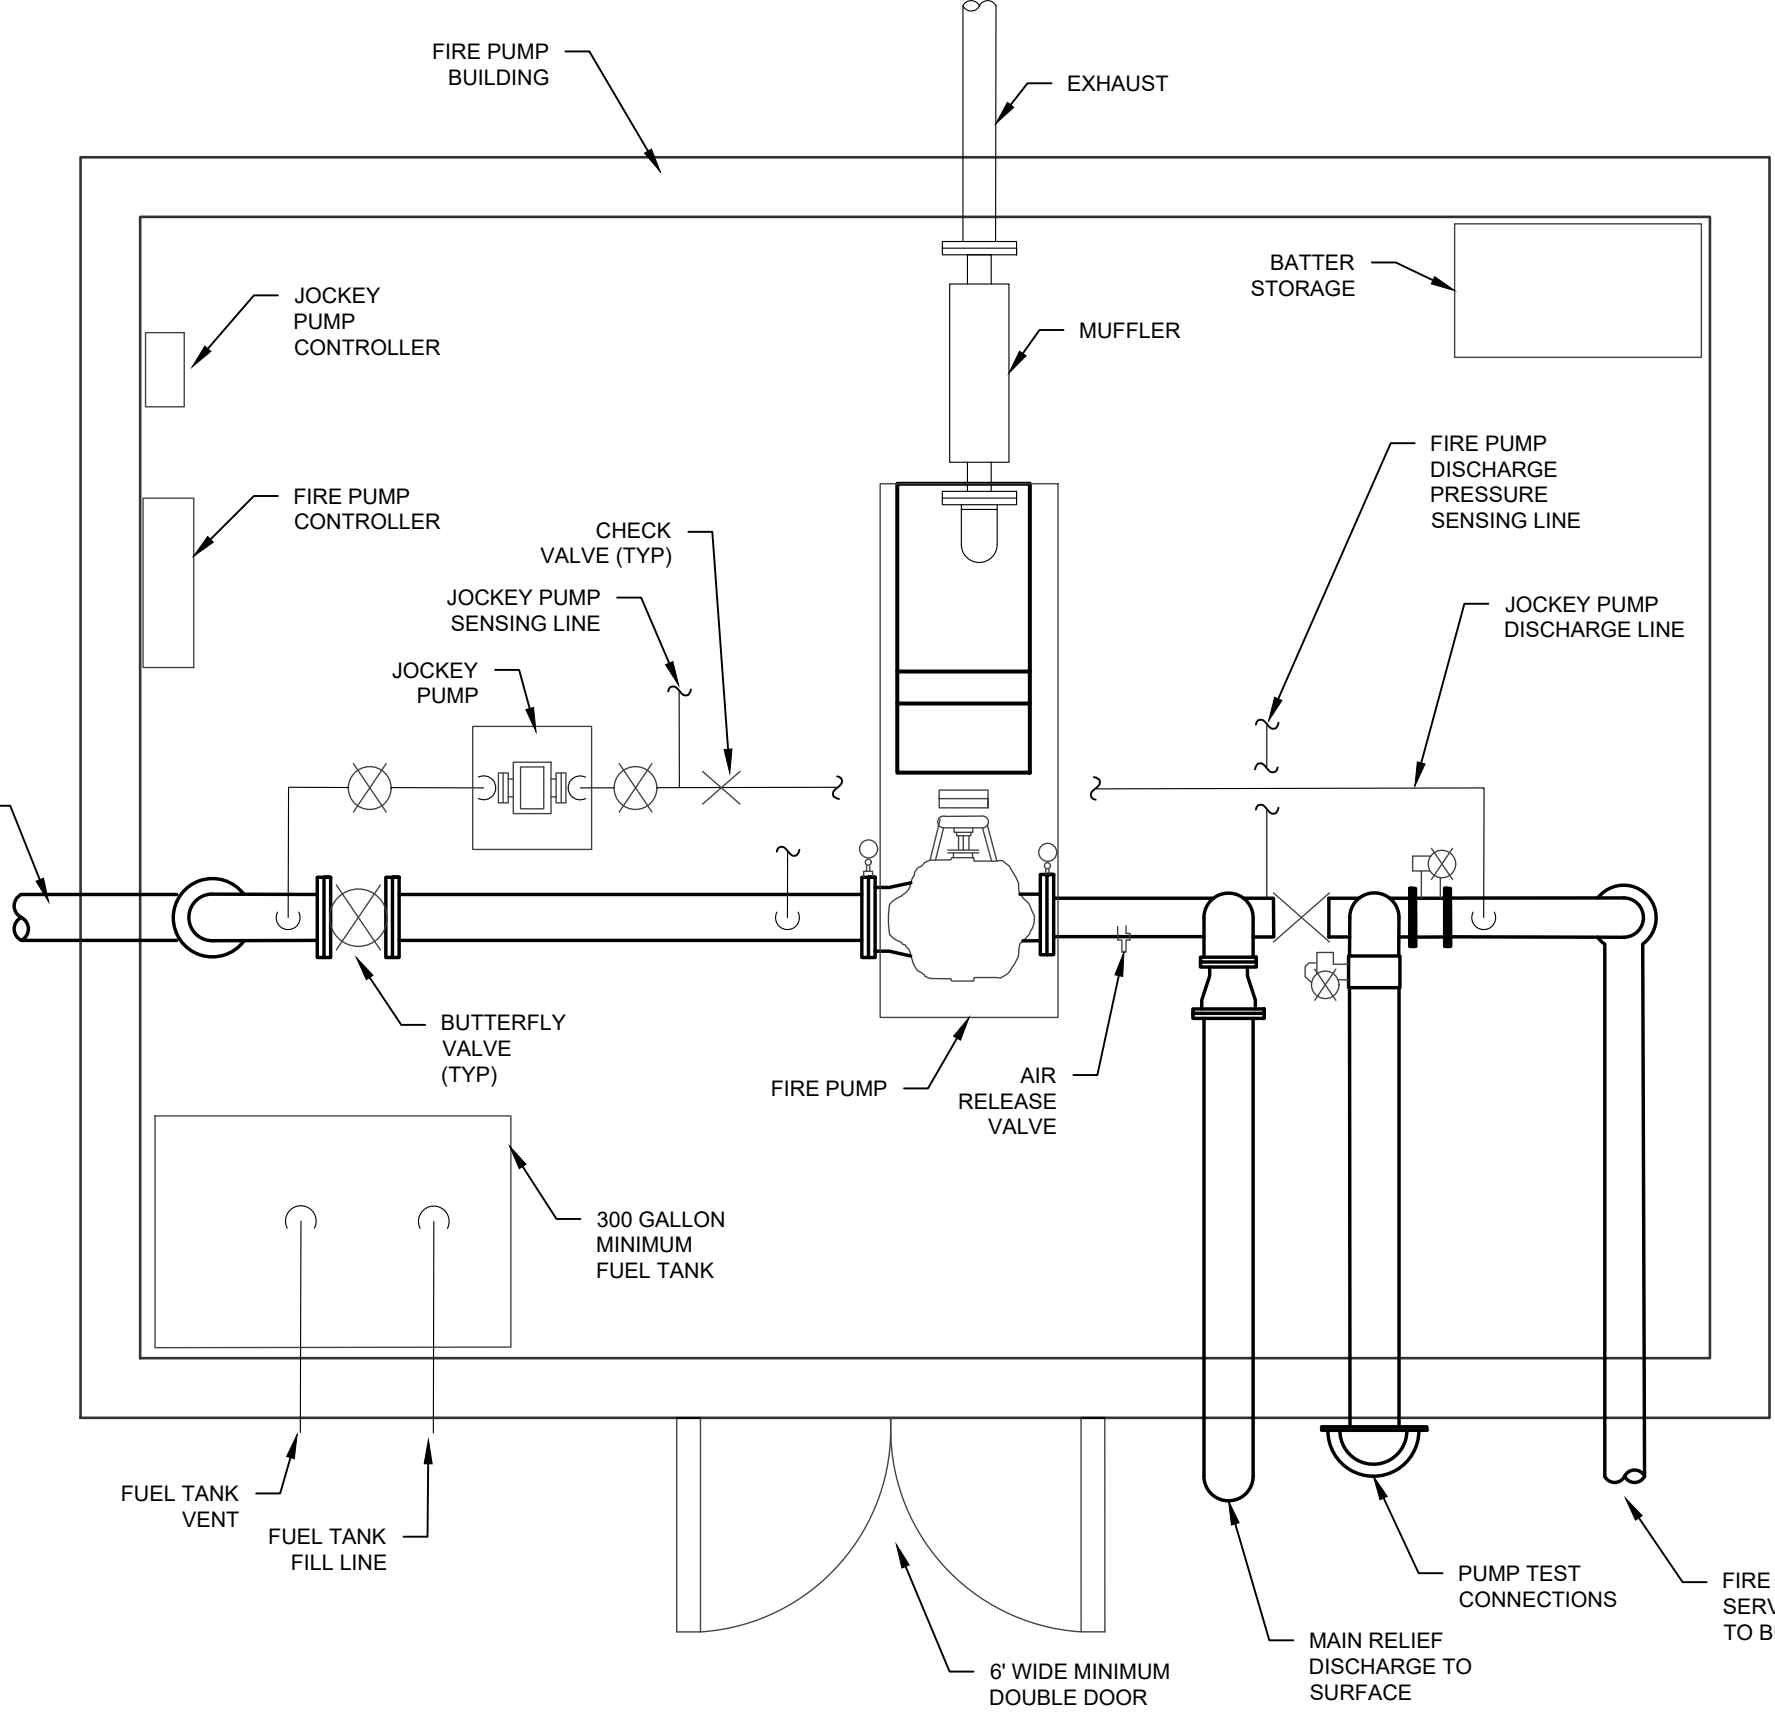 FIRE PUMP
BUILDING
EXHAUST
BATTER
STORAGE
JOCKEY
PUMP
CONTROLLER
MUFFLER
FIRE PUMP
DISCHARGE
PRESSURE
SENSING LINE
FIRE PUMP
CONTROLLER
CHECK
VALVE (TYP)
JOCKEY PUMP
SENSING LINE
JOCKEY PUMP
DISCHARGE LINE
JOCKEY
PUMP
BUTTERFLY
VALVE
(TYP)
FIRE PUMP
AIR
RELEASE
VALVE
300 GALLON
MINIMUM
FUEL TANK
FUEL TANK
VENT
FUEL TANK
FILL LINE
PUMP TEST
CONNECTIONS
FIRE
TO
MAIN RELIEF
DISCHARGE TO
SURFACE
6' WIDE MINIMUM
DOUBLE DOOR